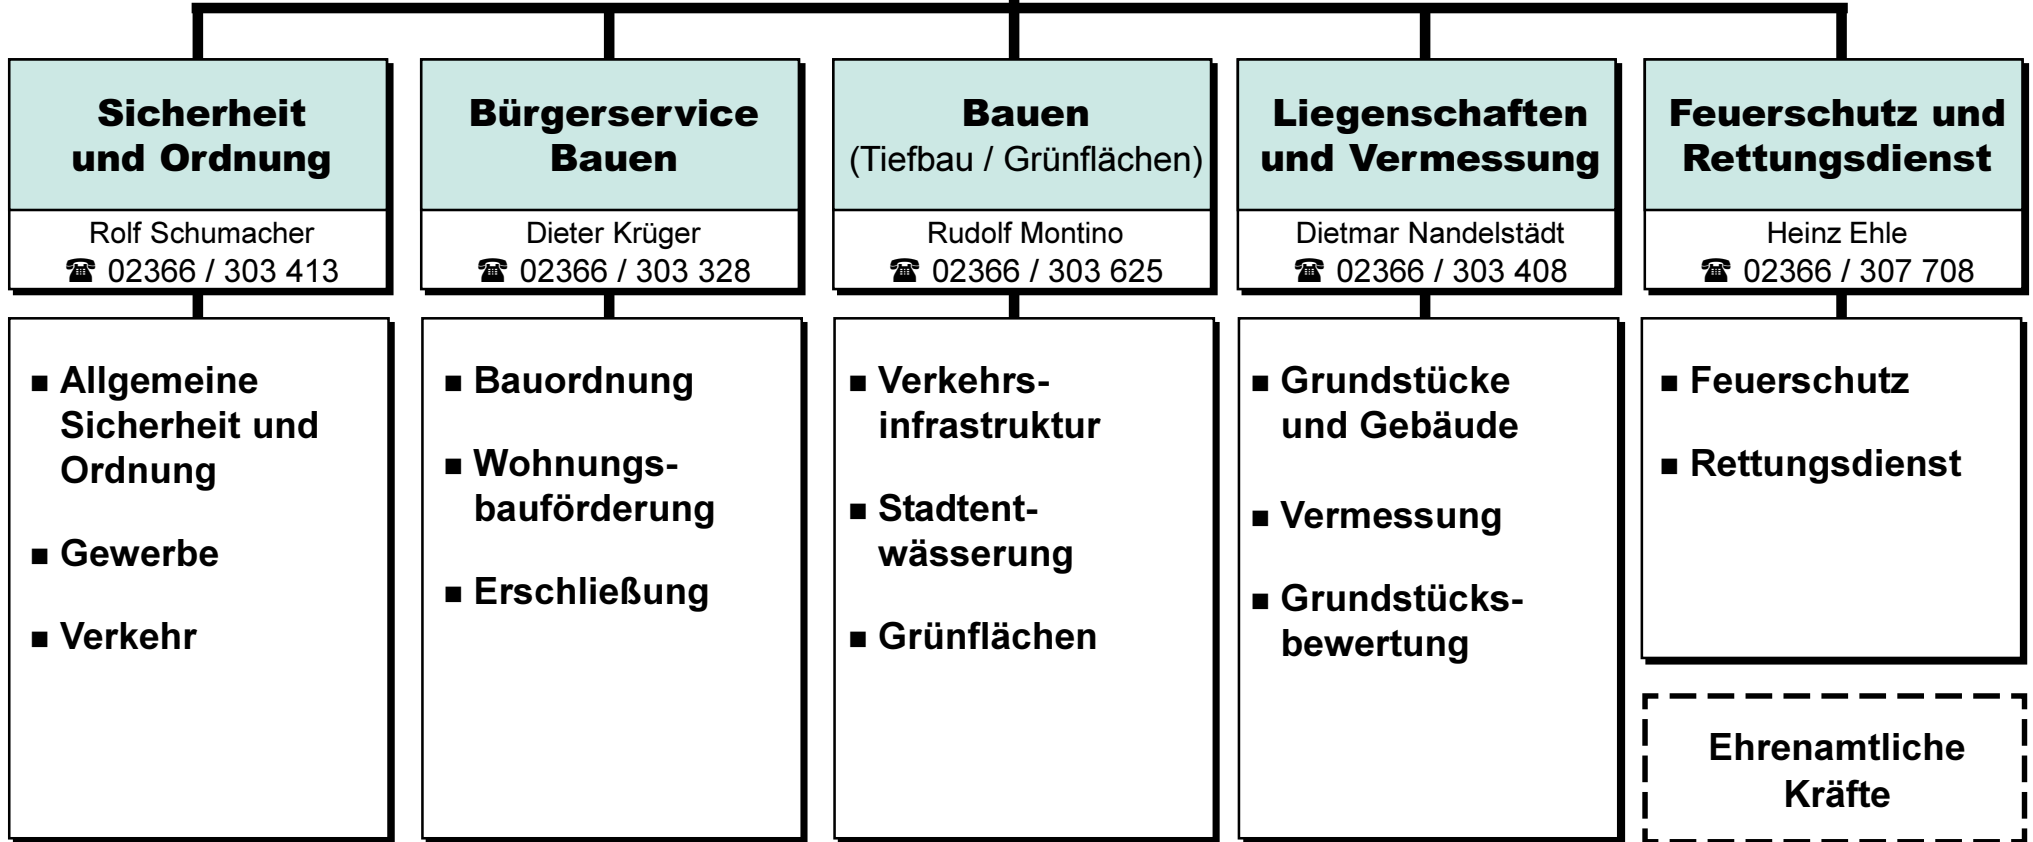 Sicherheit
und Ordnung
Rolf Schumacher
☎ 02366 / 303 413
■ Allgemeine
Sicherheit und
Ordnung
■ Gewerbe
■ Verkehr
Bürgerservice
Bauen
Dieter Krüger
☎ 02366 / 303 328
■ Bauordnung
■ Wohnungs-
bauförderung
■ Erschließung
Bauen
(Tiefbau / Grünflächen)
Rudolf Montino
☎ 02366 / 303 625
■ Verkehrs-
infrastruktur
■ Stadtent-
wässerung
■ Grünflächen
Liegenschaften
und Vermessung
Dietmar Nandelstädt
☎ 02366 / 303 408
■ Grundstücke
und Gebäude
■ Vermessung
■ Grundstücks-
bewertung
Feuerschutz und
Rettungsdienst
Heinz Ehle
☎ 02366 / 307 708
■ Feuerschutz
■ Rettungsdienst
Ehrenamtliche
Kräfte